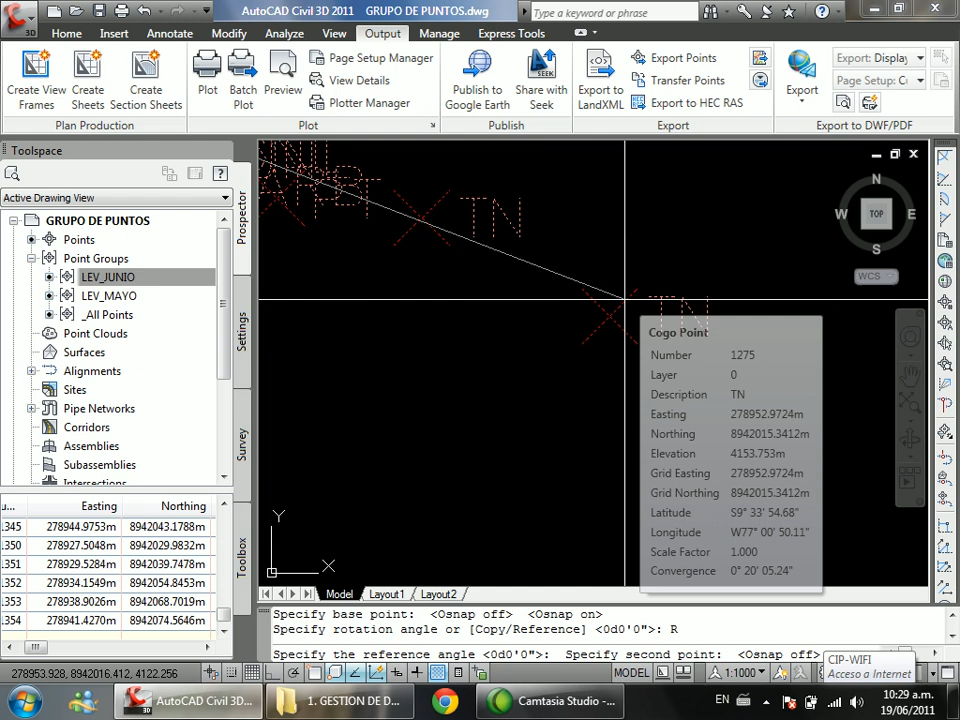 AutoCAD Civil 3D 2011 GRUPO DE PUNTOS.dwg
Type a keyword or phrase
3D
Home Insert Annotate Modify Analyze View Output Manage Express Tools
Create View Frames
Create Sheets
Create Section Sheets
Plot
Batch Plot
Preview
Page Setup Manager
View Details
Plotter Manager
Publish to Google Earth
SEEK
Share with Seek
Export to LandXML
Export Points
Transfer Points
Export to HEC RAS
Export
Export: Display
Page Setup: C
Plan Production Plot Publish Export Export to DWF/PDF
Toolspace
Active Drawing View
GRUPO DE PUNTOS
Points
Point Groups
LEV_JUNIO
LEV_MAYO
_All Points
Point Clouds
Surfaces
Alignments
Sites
Pipe Networks
Corridors
Assemblies
Subassemblies
Intersections
Prospector
Settings
Survey
Toolbox
u... Easting Northing
1345 278944.9753m 8942043.1788m
1350 278927.5048m 8942029.9832m
1351 278929.5284m 8942039.7478m
1352 278934.1549m 8942054.8453m
1353 278938.9026m 8942068.7019m
1354 278941.4270m 8942074.5646m
TN
TN
N
W TOP E
S
WCS
Cogo Point
Number 1275
Layer 0
Description TN
Easting 278952.9724m
Northing 8942015.3412m
Elevation 4153.753m
Grid Easting 278952.9724m
Grid Northing 8942015.3412m
Latitude S9° 33' 54.68"
Longitude W77° 00' 50.11"
Scale Factor 1.000
Convergence 0° 20' 05.24"
Y
X
Model Layout1 Layout2
Specify base point: <Osnap off> <Osnap on>
Specify rotation angle or [Copy/Reference] <0d0'0">: R
Specify the reference angle <0d0'0">: Specify second point: <Osnap off>
278953.928, 8942016.412, 4122.256
MODEL
1:1000
CIP-WIFI
Acceso a Internet
AutoCAD Civil 3D...
1. GESTION DE D...
Camtasia Studio -...
EN
10:29 a.m.
19/06/2011